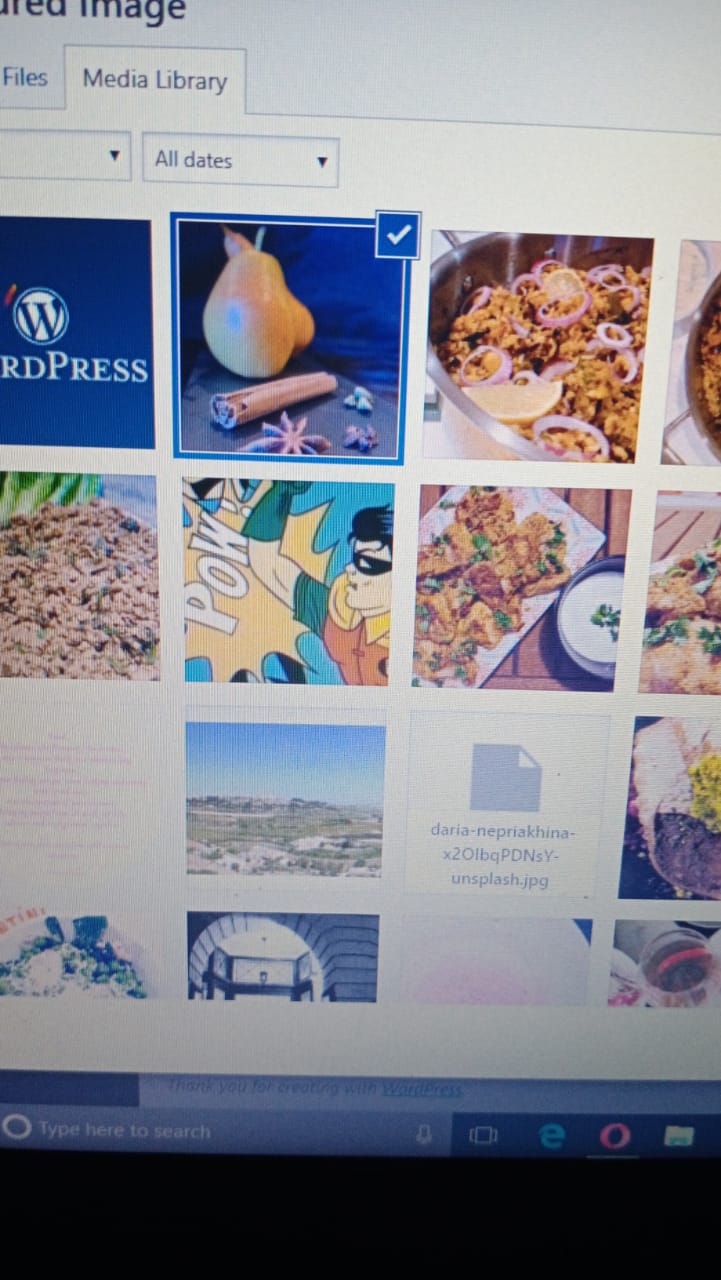 ured Image
Files
Media Library
All dates
W
RDPRESS
POW!
daria-nepriakhina-
x2OlbqPDNsY-
unsplash.jpg
Thank you for creating with WordPress
Type here to search